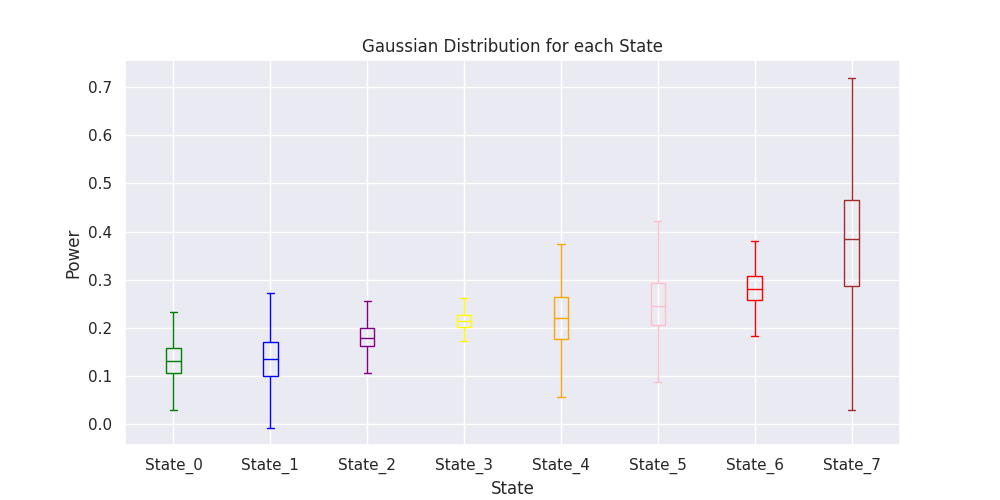 Gaussian Distribution for each State
Power
0.7
0.6
0.5
0.4
0.3
0.2
0.1
0.0
State_0 State_1 State_2 State_3 State_4 State_5 State_6 State_7
State